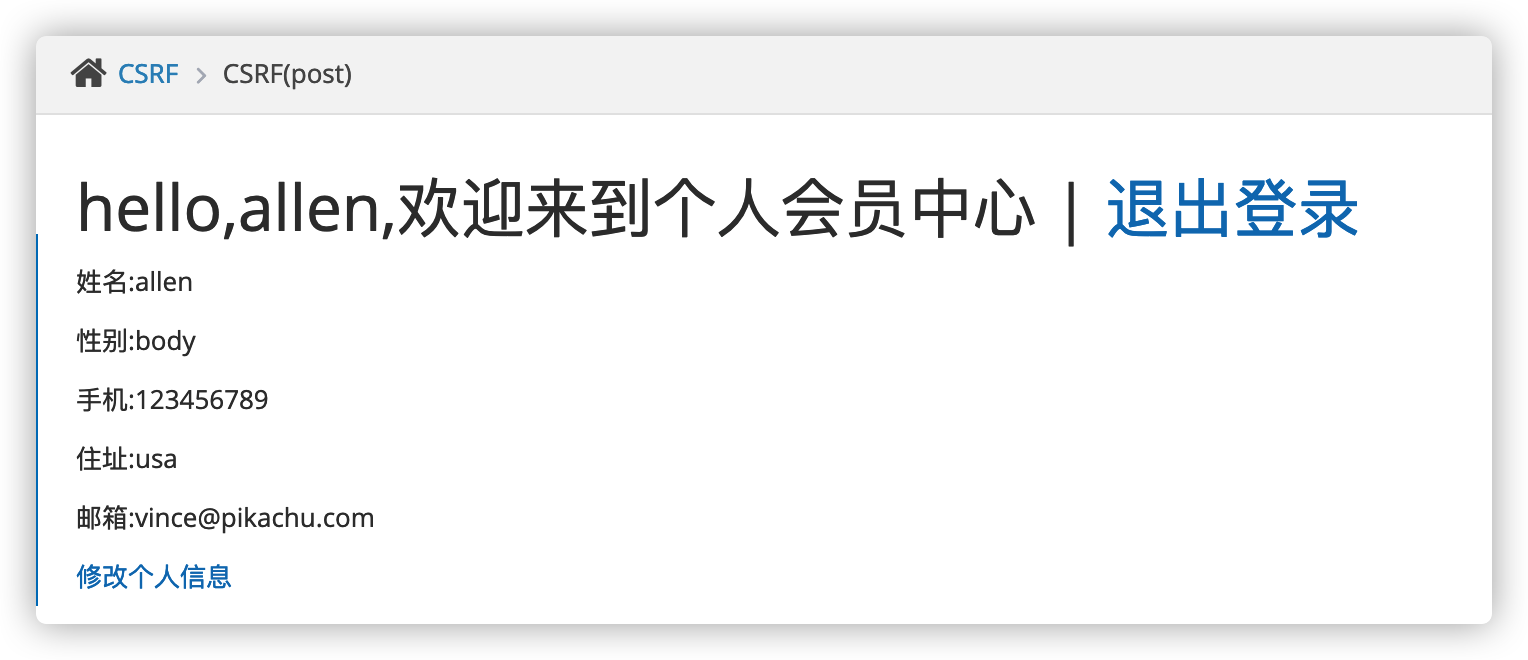 CSRF > CSRF(post)
hello,allen,欢迎来到个人会员中心 | 退出登录
姓名:allen
性别:body
手机:123456789
住址:usa
邮箱:vince@pikachu.com
修改个人信息